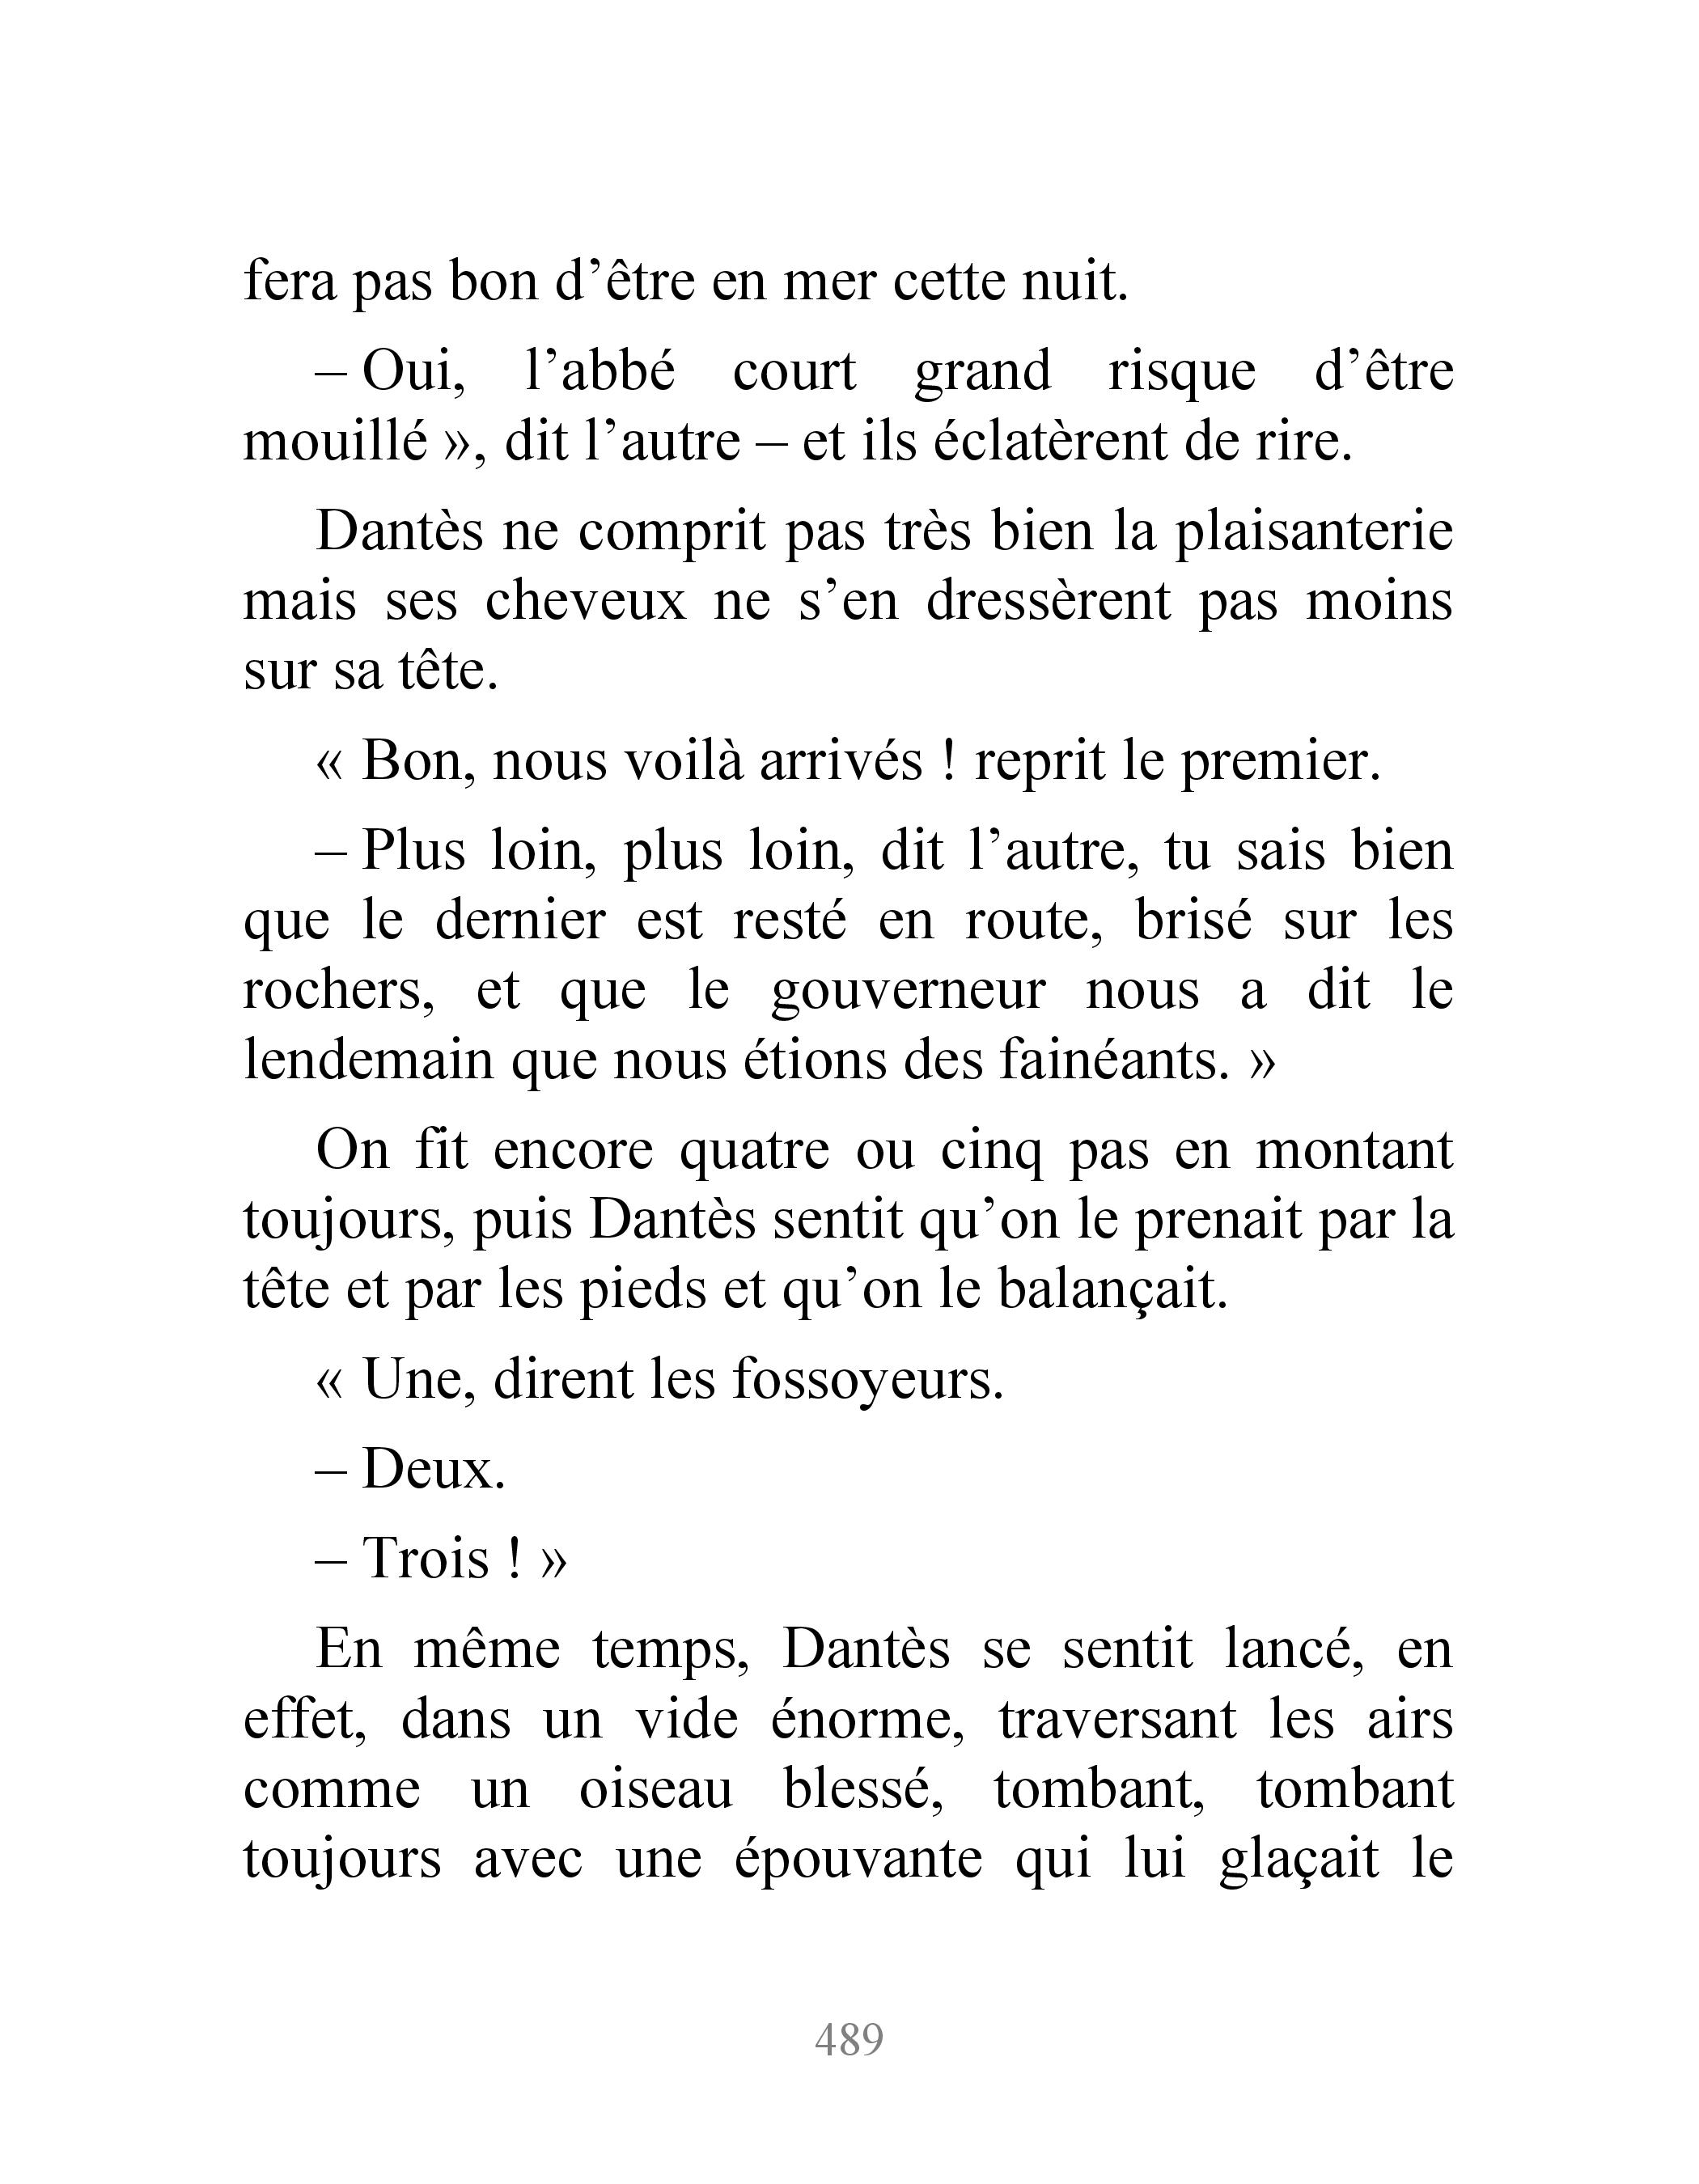 fera pas bon d’être en mer cette nuit.
– Oui, l’abbé court grand risque d’être
mouillé », dit l’autre – et ils éclatèrent de rire.
Dantès ne comprit pas très bien la plaisanterie
mais ses cheveux ne s’en dressèrent pas moins
sur sa tête.
« Bon, nous voilà arrivés ! reprit le premier.
– Plus loin, plus loin, dit l’autre, tu sais bien
que le dernier est resté en route, brisé sur les
rochers, et que le gouverneur nous a dit le
lendemain que nous étions des fainéants. »
On fit encore quatre ou cinq pas en montant
toujours, puis Dantès sentit qu’on le prenait par la
tête et par les pieds et qu’on le balançait.
« Une, dirent les fossoyeurs.
– Deux.
– Trois ! »
En même temps, Dantès se sentit lancé, en
effet, dans un vide énorme, traversant les airs
comme un oiseau blessé, tombant, tombant
toujours avec une épouvante qui lui glaçait le
489